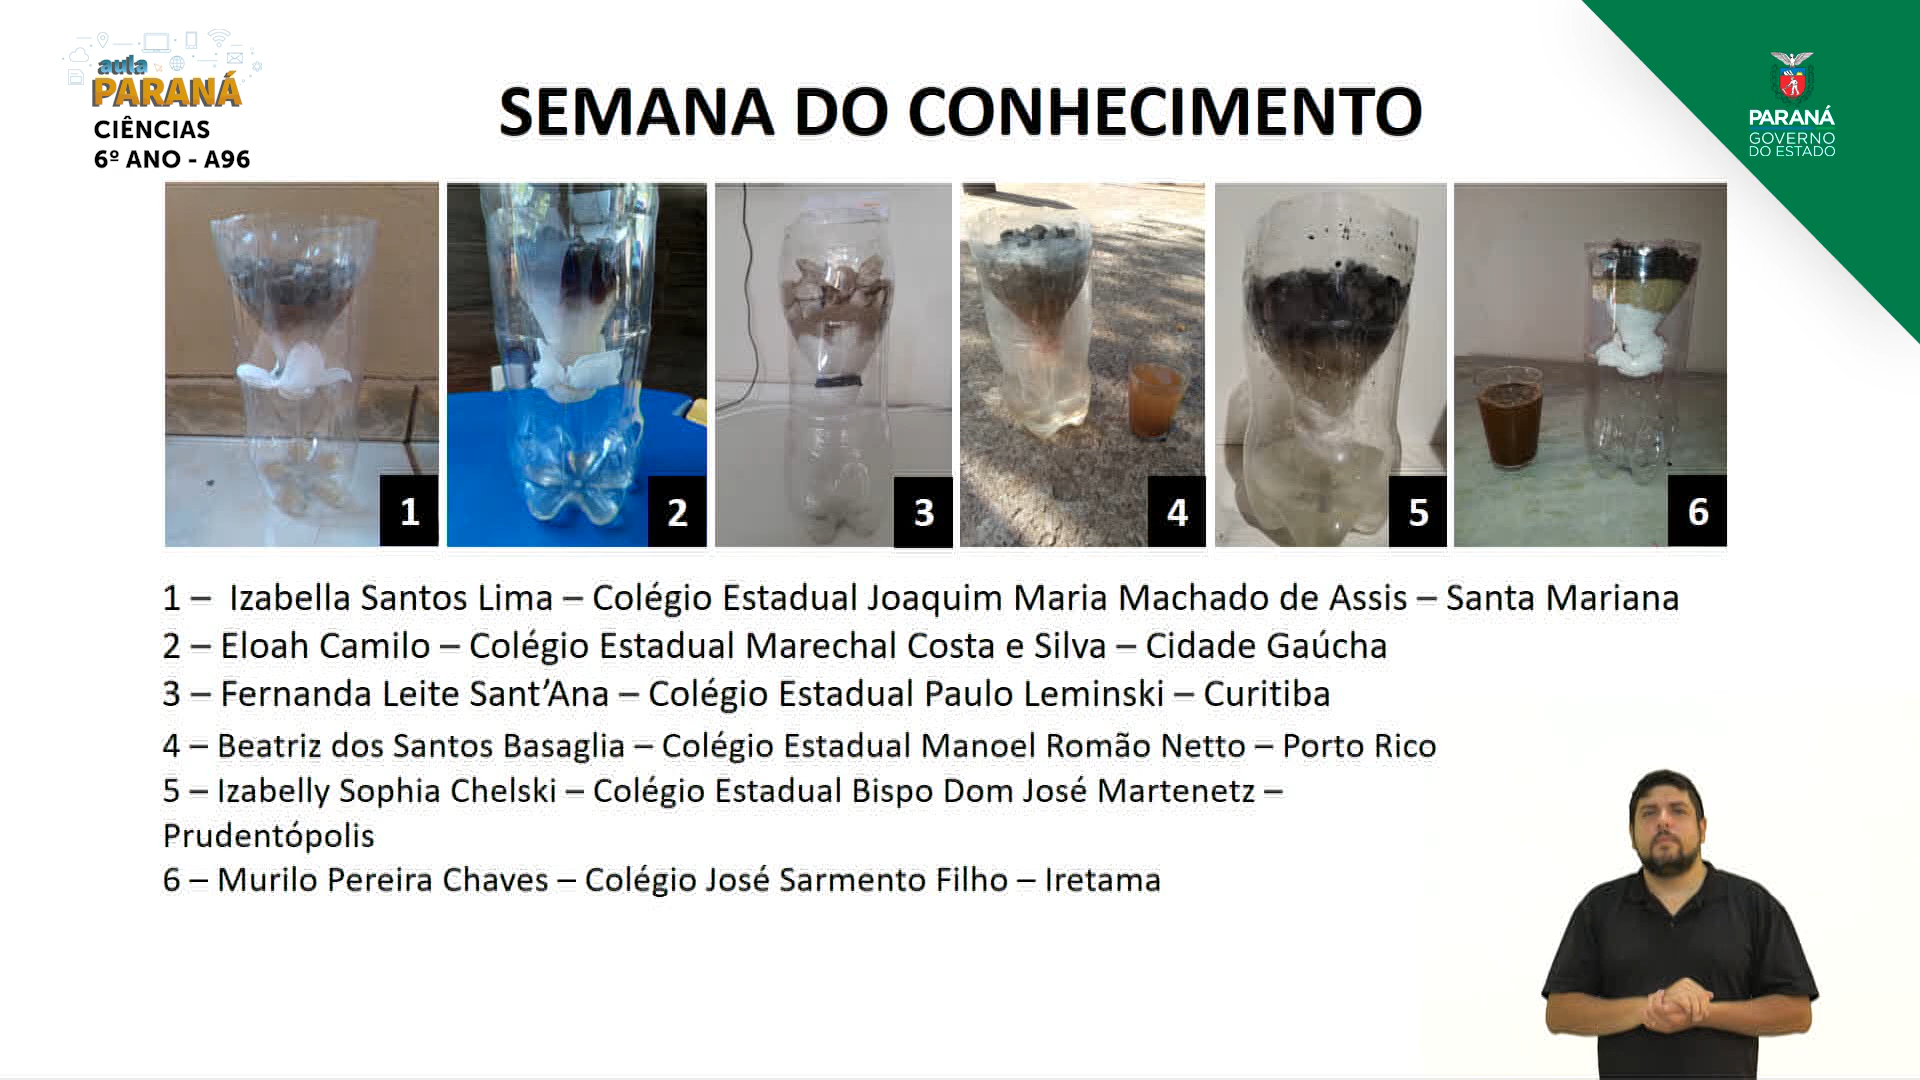 aula
PARANÁ
CIÊNCIAS
6º ANO - A96
SEMANA DO CONHECIMENTO
PARANÁ
GOVERNO
DO ESTADO
1
2
3
4
5
6
1 – Izabella Santos Lima – Colégio Estadual Joaquim Maria Machado de Assis – Santa Mariana
2 – Eloah Camilo – Colégio Estadual Marechal Costa e Silva – Cidade Gaúcha
3 – Fernanda Leite Sant’Ana – Colégio Estadual Paulo Leminski – Curitiba
4 – Beatriz dos Santos Basaglia – Colégio Estadual Manoel Romão Netto – Porto Rico
5 – Izabelly Sophia Chelski – Colégio Estadual Bispo Dom José Martenetz –
Prudentópolis
6 – Murilo Pereira Chaves – Colégio José Sarmento Filho – Iretama